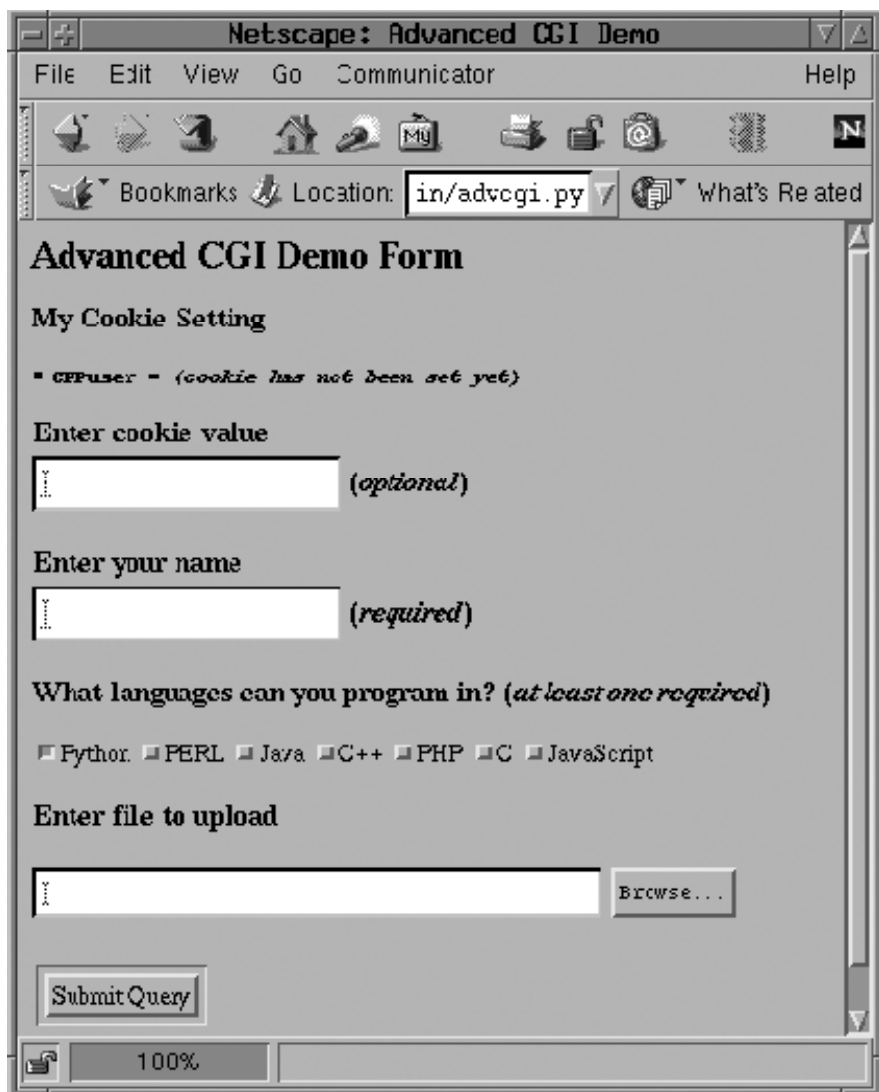 Netscape: Advanced CGI Demo
File Edit View Go Communicator Help
My N
Bookmarks Location: in/advcgi.py What's Related
Advanced CGI Demo Form
My Cookie Setting
CPPuser = (cookie has not been set yet)
Enter cookie value
(optional)
Enter your name
(required)
What languages can you program in? (at least one required)
Python PERL Java C++ PHP C JavaScript
Enter file to upload
Browse...
Submit Query
100%